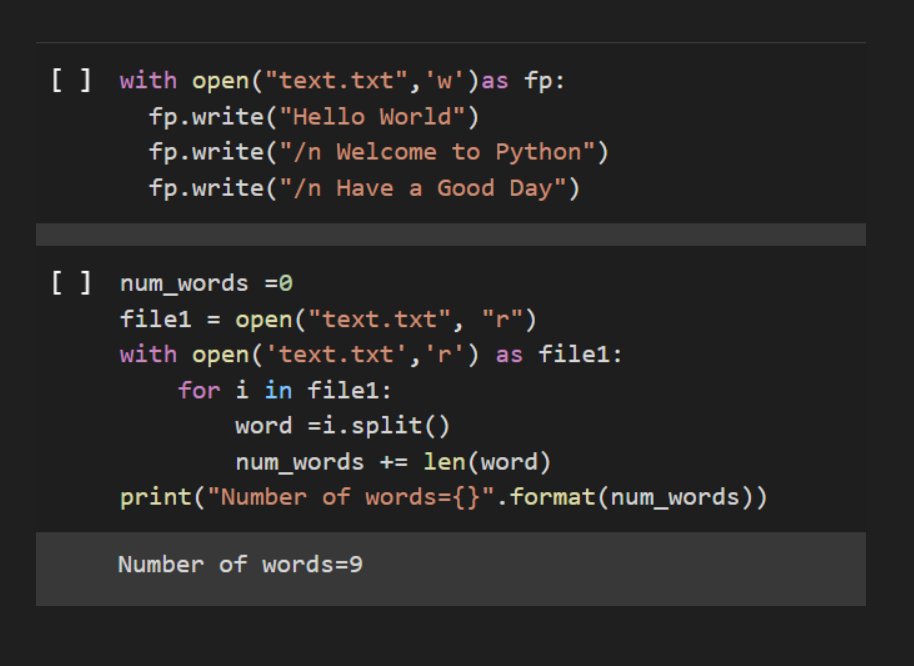 [ ] with open("text.txt",'w')as fp:
fp.write("Hello World")
fp.write("/n Welcome to Python")
fp.write("/n Have a Good Day")
[ ] num_words =0
file1 = open("text.txt", "r")
with open('text.txt','r') as file1:
for i in file1:
word =i.split()
num_words += len(word)
print("Number of words={}".format(num_words))
Number of words=9